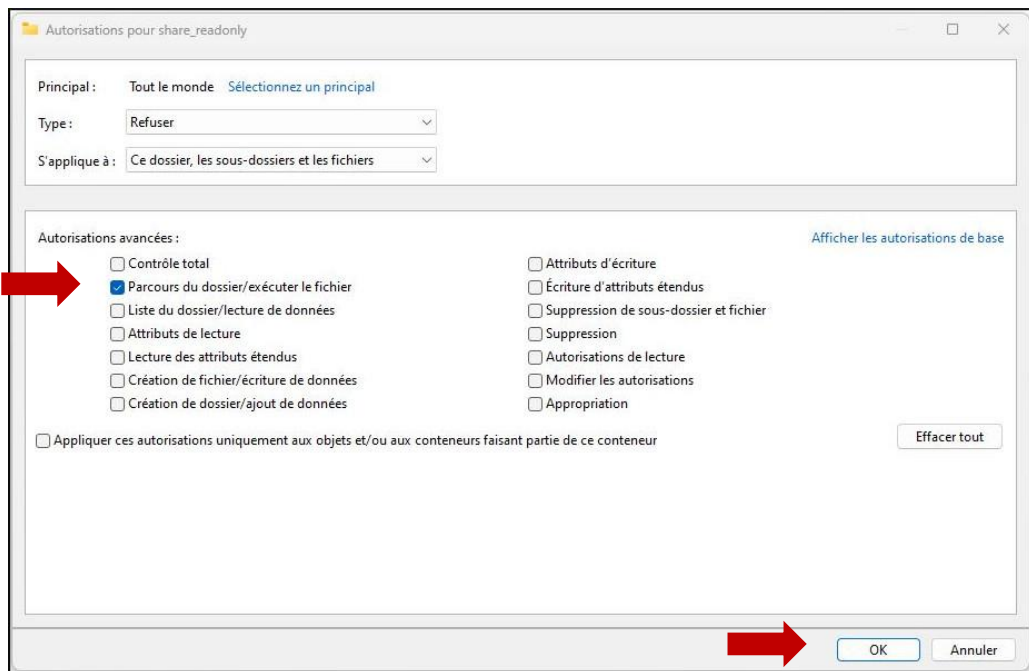 Autorisations pour share_readonly
Principal : Tout le monde Sélectionnez un principal
Type : Refuser
S'applique à : Ce dossier, les sous-dossiers et les fichiers
Autorisations avancées : Afficher les autorisations de base
Contrôle total
Parcours du dossier/exécuter le fichier
Liste du dossier/lecture de données
Attributs de lecture
Lecture des attributs étendus
Création de fichier/écriture de données
Création de dossier/ajout de données
Attributs d'écriture
Écriture d'attributs étendus
Suppression de sous-dossier et fichier
Suppression
Autorisations de lecture
Modifier les autorisations
Appropriation
Appliquer ces autorisations uniquement aux objets et/ou aux conteneurs faisant partie de ce conteneur
Effacer tout
OK Annuler